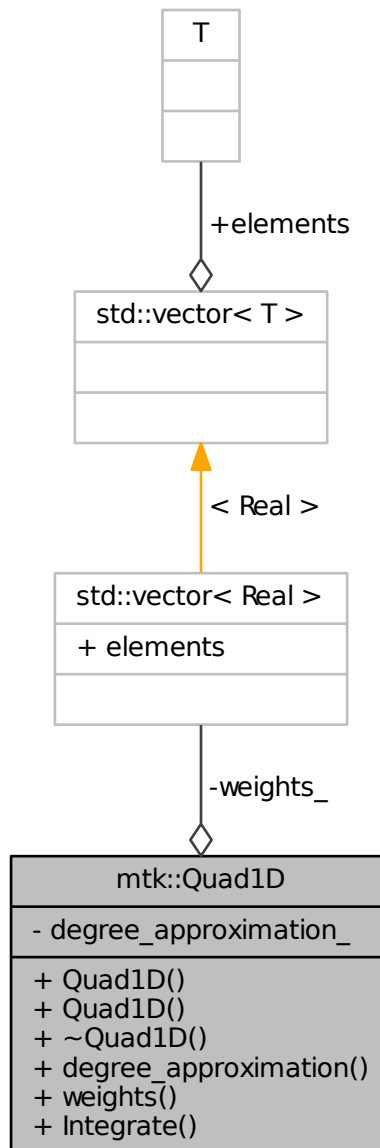 T
+elements
std::vector< T >
< Real >
std::vector< Real >
+ elements
-weights_
mtk::Quad1D
- degree_approximation_
+ Quad1D()
+ Quad1D()
+ ~Quad1D()
+ degree_approximation()
+ weights()
+ Integrate()